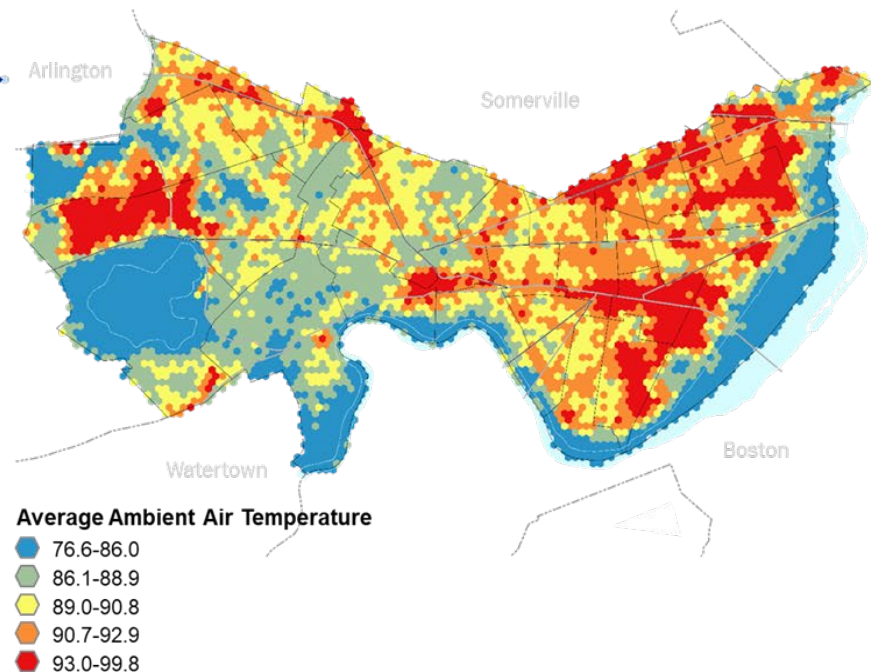 Arlington
Somerville
Watertown
Boston
Average Ambient Air Temperature
76.6-86.0
86.1-88.9
89.0-90.8
90.7-92.9
93.0-99.8